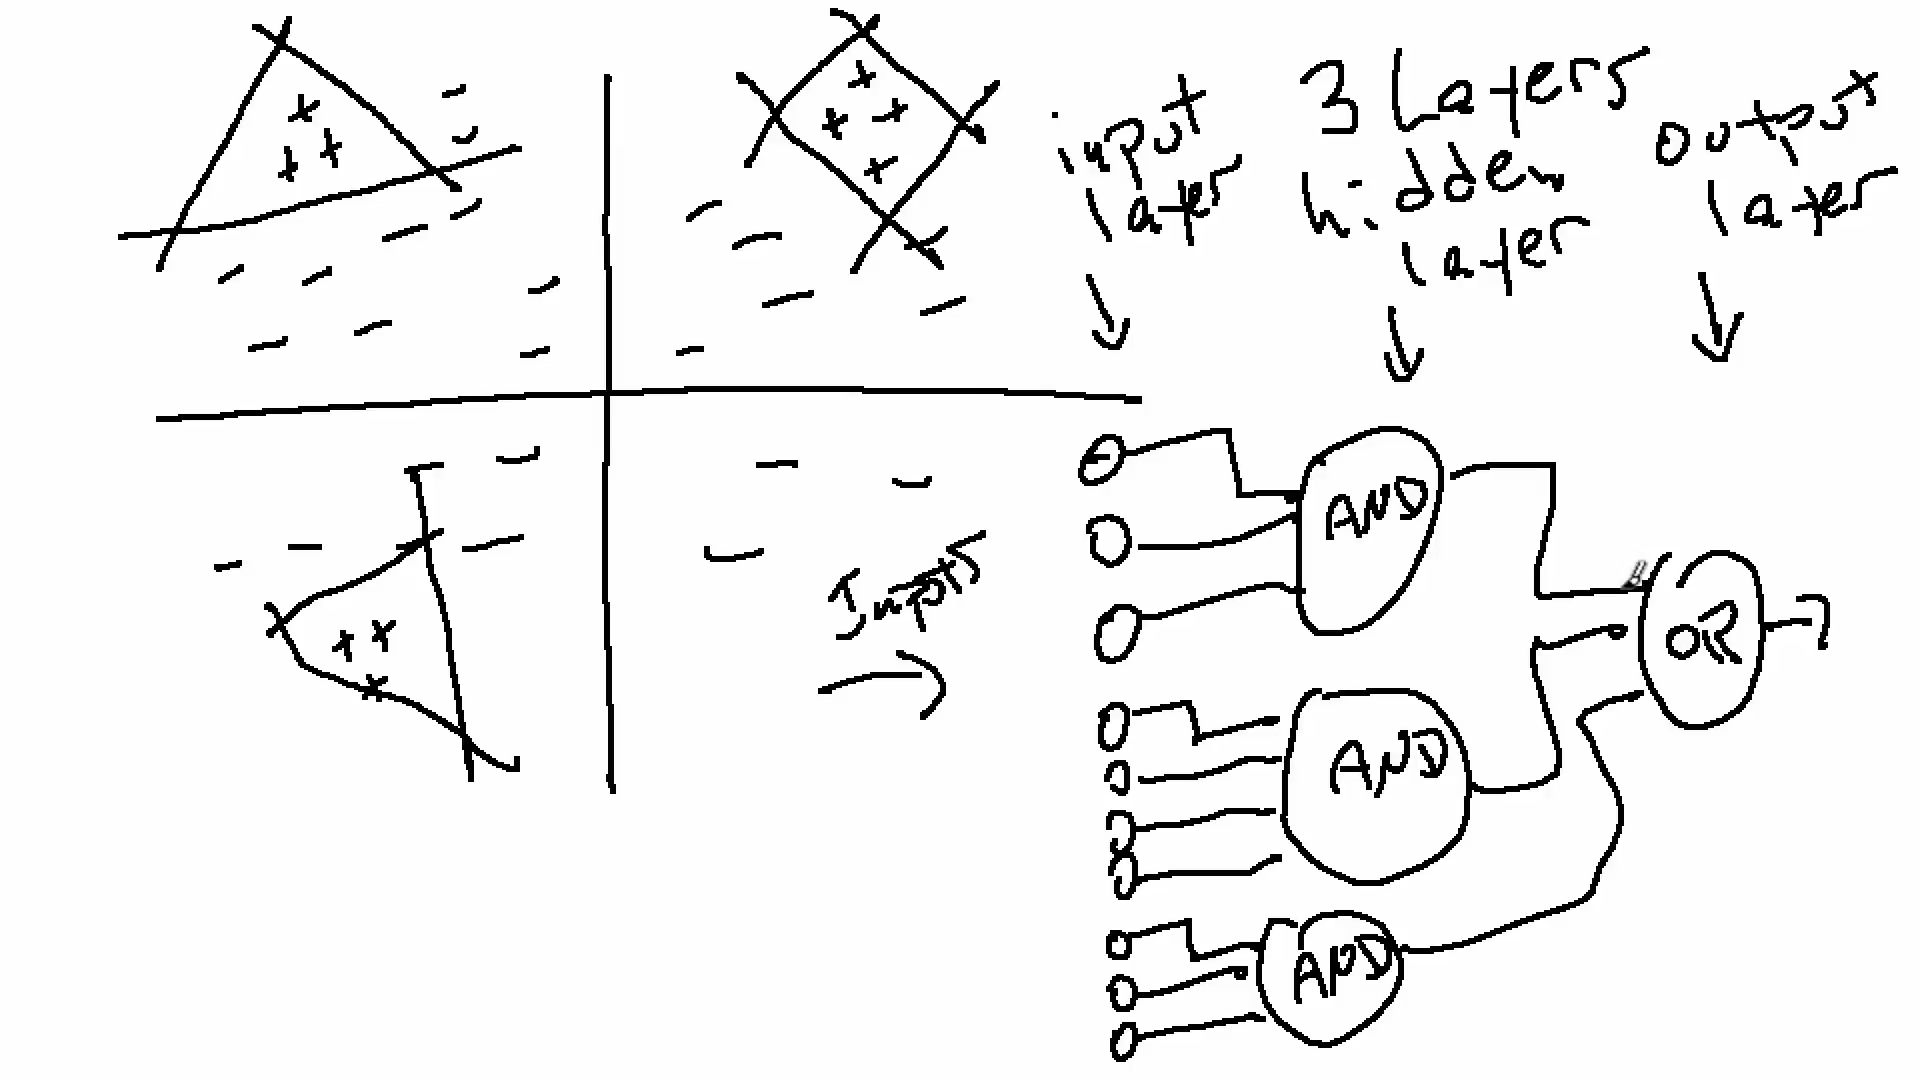 input
layer
3 Layers
hidden
layer
output
layer
Inputs
AND
AND
AND
OR